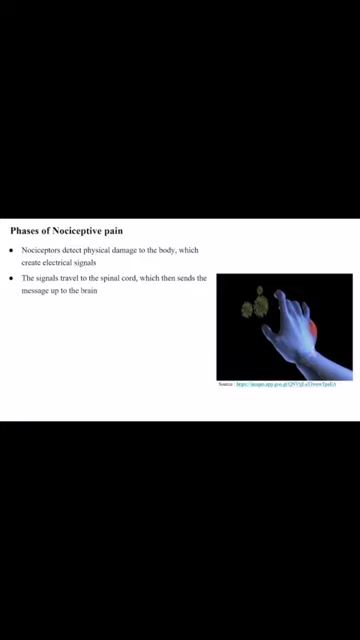 Phases of Nociceptive pain
● Nociceptors detect physical damage to the body, which
create electrical signals
● The signals travel to the spinal cord, which then sends the
message up to the brain
Source :